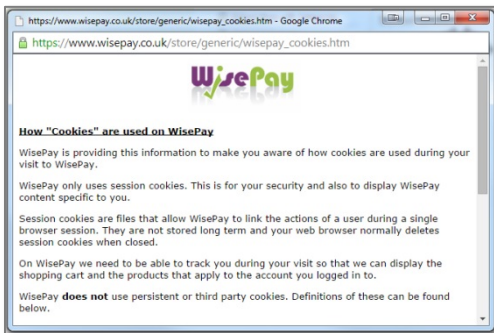 https://www.wisepay.co.uk/store/generic/wisepay_cookies.htm - Google Chrome
https://www.wisepay.co.uk/store/generic/wisepay_cookies.htm
WisePay
How "Cookies" are used on WisePay
WisePay is providing this information to make you aware of how cookies are used during your
visit to WisePay.
WisePay only uses session cookies. This is for your security and also to display WisePay
content specific to you.
Session cookies are files that allow WisePay to link the actions of a user during a single
browser session. They are not stored long term and your web browser normally deletes
session cookies when closed.
On WisePay we need to be able to track you during your visit so that we can display the
shopping cart and the products that apply to the account you logged in to.
WisePay does not use persistent or third party cookies. Definitions of these can be found
below.